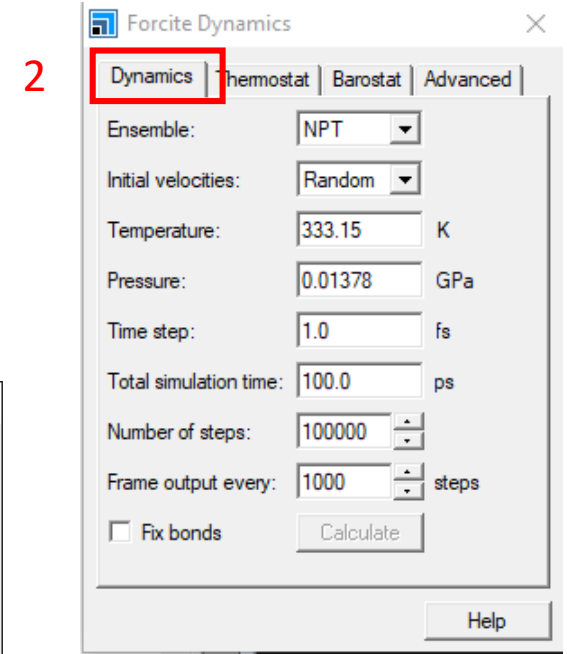 Forcite Dynamics
2
Dynamics Thermostat Barostat Advanced
Ensemble: NPT
Initial velocities: Random
Temperature: 333.15 K
Pressure: 0.01378 GPa
Time step: 1.0 fs
Total simulation time: 100.0 ps
Number of steps: 100000
Frame output every: 1000 steps
Fix bonds Calculate
Help